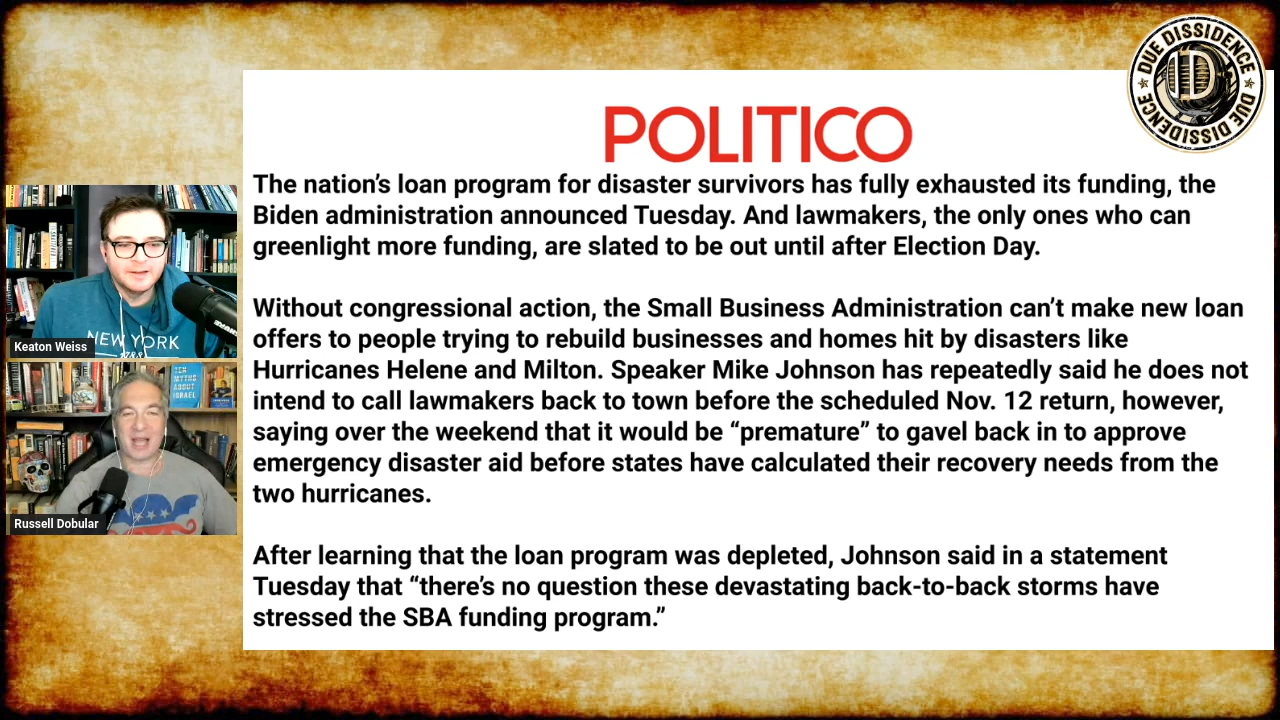 DUE DISSIDENCE
DUE DISSIDENCE
POLITICO
The nation’s loan program for disaster survivors has fully exhausted its funding, the
Biden administration announced Tuesday. And lawmakers, the only ones who can
greenlight more funding, are slated to be out until after Election Day.
Without congressional action, the Small Business Administration can’t make new loan
offers to people trying to rebuild businesses and homes hit by disasters like
Hurricanes Helene and Milton. Speaker Mike Johnson has repeatedly said he does not
intend to call lawmakers back to town before the scheduled Nov. 12 return, however,
saying over the weekend that it would be “premature” to gavel back in to approve
emergency disaster aid before states have calculated their recovery needs from the
two hurricanes.
After learning that the loan program was depleted, Johnson said in a statement
Tuesday that “there’s no question these devastating back-to-back storms have
stressed the SBA funding program.”
NEW YORK
Keaton Weiss
TEN
MYTHS
ABOUT
ISRAEL
Russell Dobular